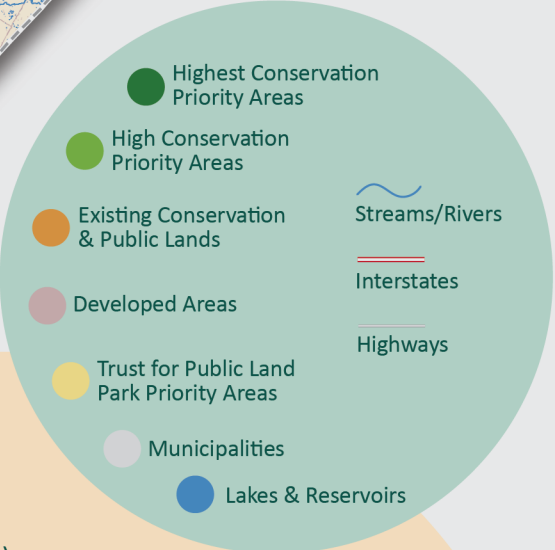 Highest Conservation
Priority Areas
High Conservation
Priority Areas
Existing Conservation
& Public Lands
Developed Areas
Trust for Public Land
Park Priority Areas
Municipalities
Lakes & Reservoirs
Streams/Rivers
Interstates
Highways